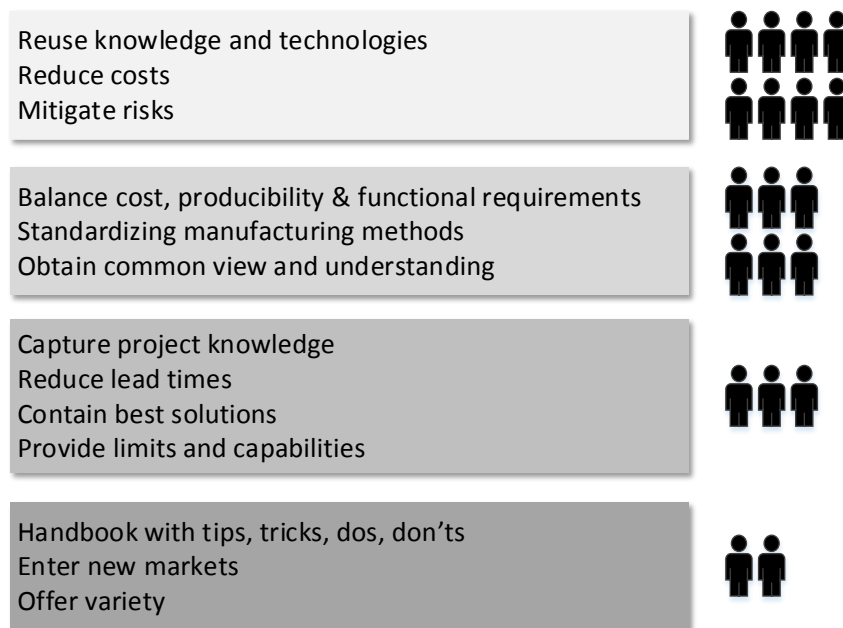 Reuse knowledge and technologies
Reduce costs
Mitigate risks
Balance cost, producibility & functional requirements
Standardizing manufacturing methods
Obtain common view and understanding
Capture project knowledge
Reduce lead times
Contain best solutions
Provide limits and capabilities
Handbook with tips, tricks, dos, don’ts
Enter new markets
Offer variety